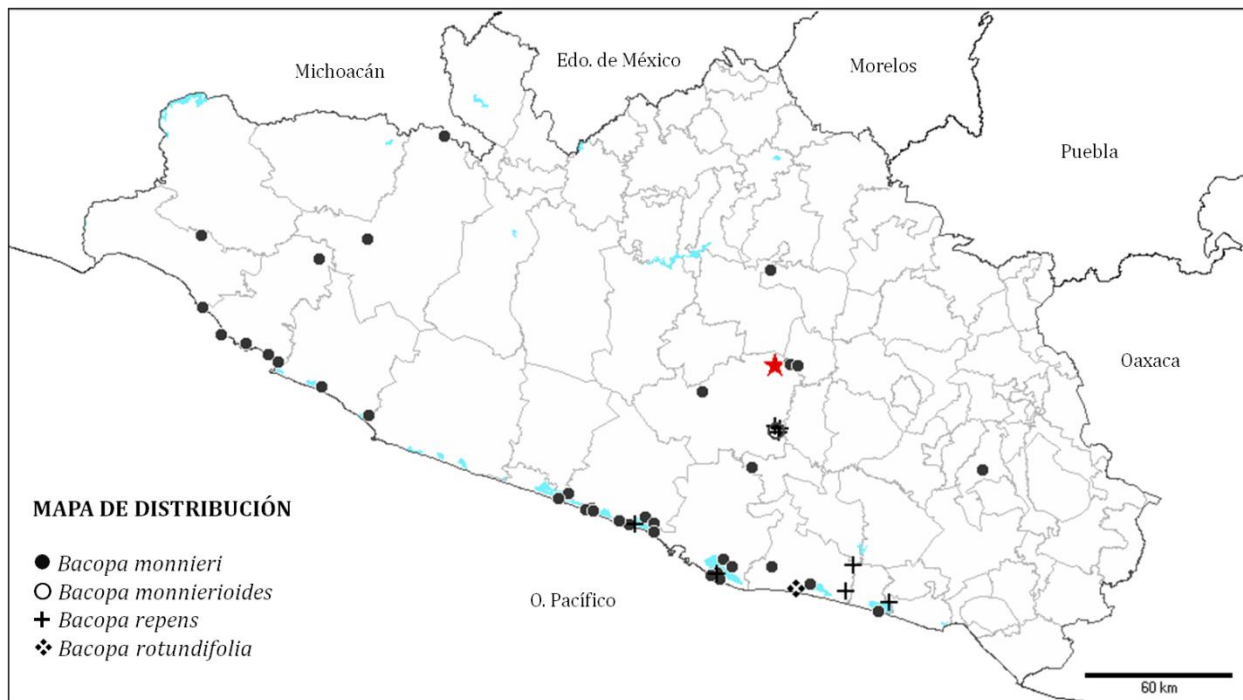 Michoacán
Edo. de México
Morelos
Puebla
Oaxaca
MAPA DE DISTRIBUCIÓN
Bacopa monnieri
Bacopa monnierioides
Bacopa repens
Bacopa rotundifolia
O. Pacífico
60 km